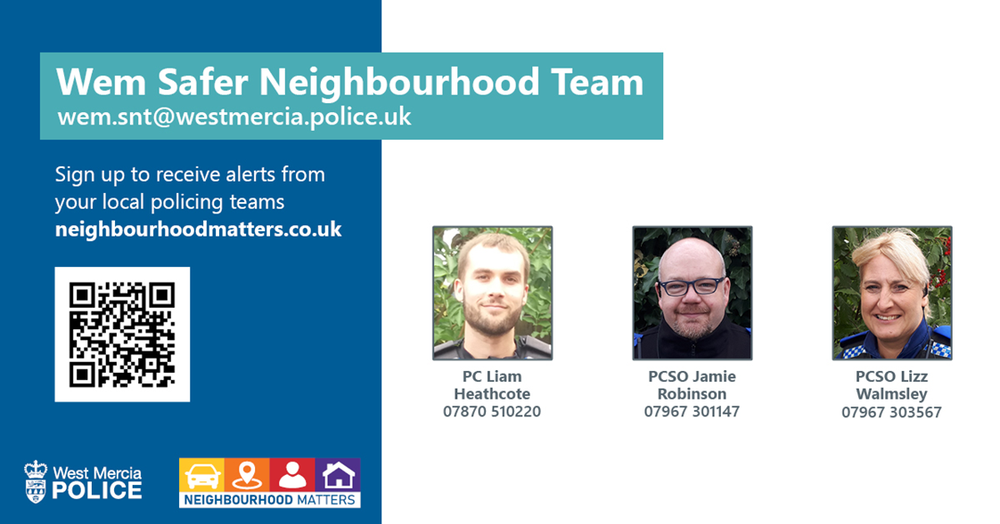 Wem Safer Neighbourhood Team
wem.snt@westmercia.police.uk
Sign up to receive alerts from
your local policing teams
neighbourhoodmatters.co.uk
PC Liam
Heathcote
07870 510220
PCSO Jamie
Robinson
07967 301147
PCSO Lizz
Walmsley
07967 303567
West Mercia
POLICE
NEIGHBOURHOOD MATTERS